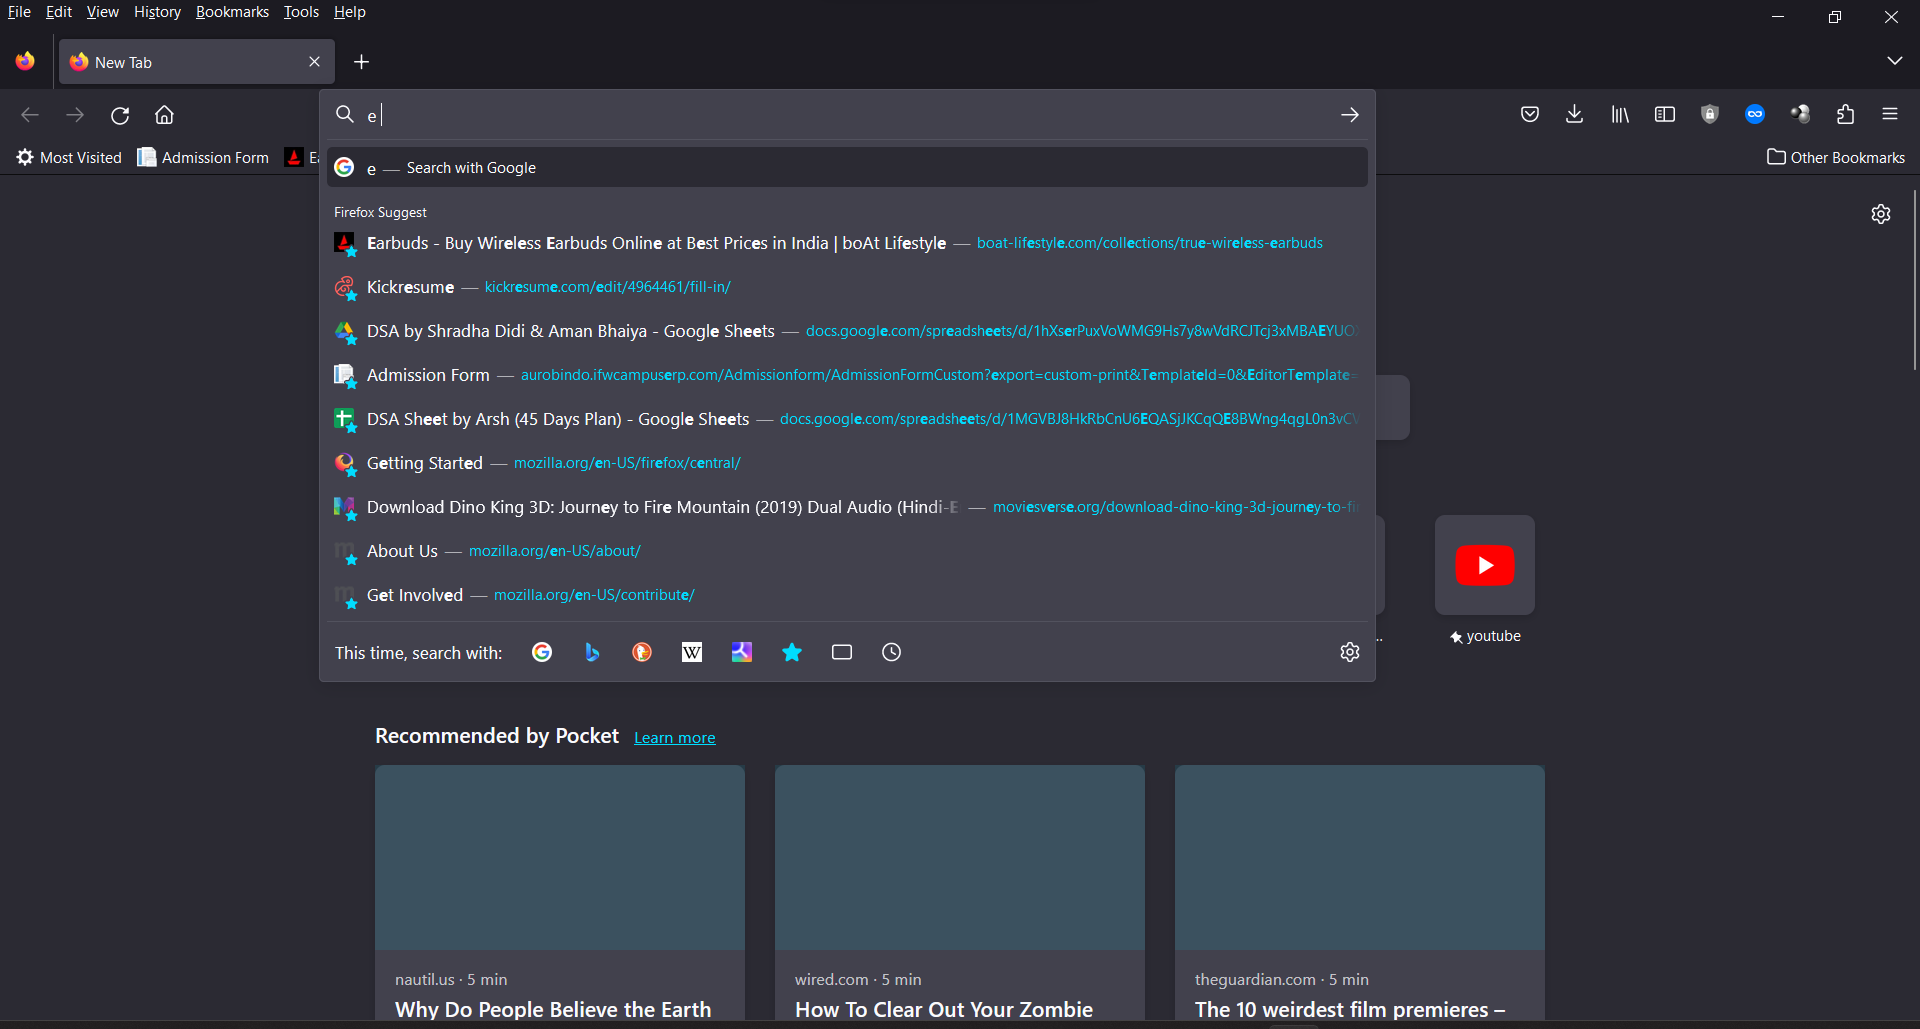 File Edit View History Bookmarks Tools Help
New Tab
e
Most Visited Admission Form Ea Other Bookmarks
e — Search with Google
Firefox Suggest
Earbuds - Buy Wireless Earbuds Online at Best Prices in India | boAt Lifestyle — boat-lifestyle.com/collections/true-wireless-earbuds
Kickresume — kickresume.com/edit/4964461/fill-in/
DSA by Shradha Didi & Aman Bhaiya - Google Sheets — docs.google.com/spreadsheets/d/1hXserPuxVoWMG9Hs7y8wVdRCJTcj3xMBAEYUO
Admission Form — aurobindo.ifwcampuserp.com/Admissionform/AdmissionFormCustom?export=custom-print&TemplateId=0&EditorTemplate=
DSA Sheet by Arsh (45 Days Plan) - Google Sheets — docs.google.com/spreadsheets/d/1MGVBJ8HkRbCnU6EQASjJKCqQE8BWng4qgL0n3vC
Getting Started — mozilla.org/en-US/firefox/central/
Download Dino King 3D: Journey to Fire Mountain (2019) Dual Audio (Hindi-E — moviesverse.org/download-dino-king-3d-journey-to-fi
About Us — mozilla.org/en-US/about/
Get Involved — mozilla.org/en-US/contribute/
This time, search with: W
... youtube
Recommended by Pocket Learn more
nautil.us · 5 min
Why Do People Believe the Earth
wired.com · 5 min
How To Clear Out Your Zombie
theguardian.com · 5 min
The 10 weirdest film premieres –